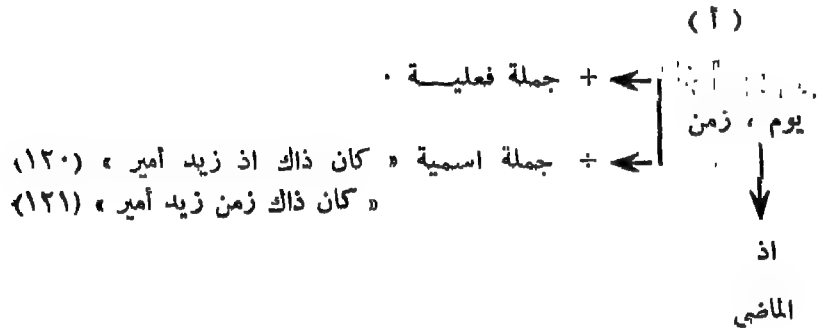 ( أ )
+ جملة فعليـــة .
يوم ، زمن
+ جملة اسمية « كان ذاك اذ زيد أمير » (١٢٠)
« كان ذاك زمن زيد أمير » (١٢١)
اذ
الماضي